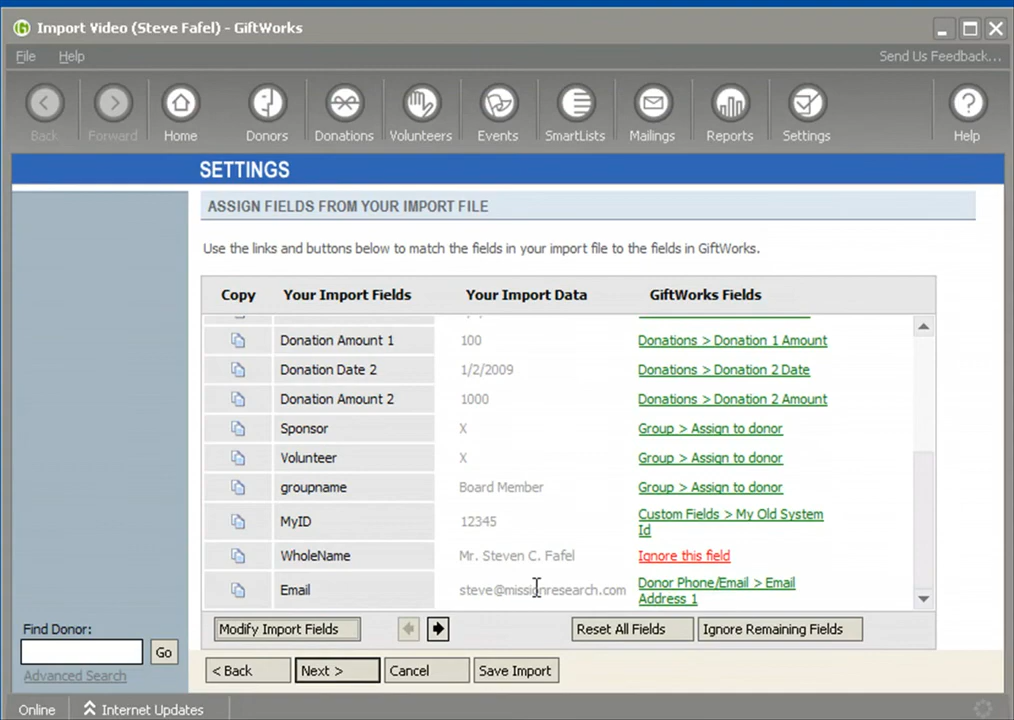 Import Video (Steve Fafel) - GiftWorks
File Help Send Us Feedback...
Back Forward Home Donors Donations Volunteers Events SmartLists Mailings Reports Settings Help
SETTINGS
ASSIGN FIELDS FROM YOUR IMPORT FILE
Use the links and buttons below to match the fields in your import file to the fields in GiftWorks.
Copy Your Import Fields Your Import Data GiftWorks Fields
Donation Amount 1 100 Donations > Donation 1 Amount
Donation Date 2 1/2/2009 Donations > Donation 2 Date
Donation Amount 2 1000 Donations > Donation 2 Amount
Sponsor X Group > Assign to donor
Volunteer X Group > Assign to donor
groupname Board Member Group > Assign to donor
MyID 12345 Custom Fields > My Old System
Id
WholeName Mr. Steven C. Fafel Ignore this field
Email steve@missionresearch.com Donor Phone/Email > Email
Address 1
Modify Import Fields Reset All Fields Ignore Remaining Fields
Find Donor:
Go
Advanced Search
< Back Next > Cancel Save Import
Online Internet Updates